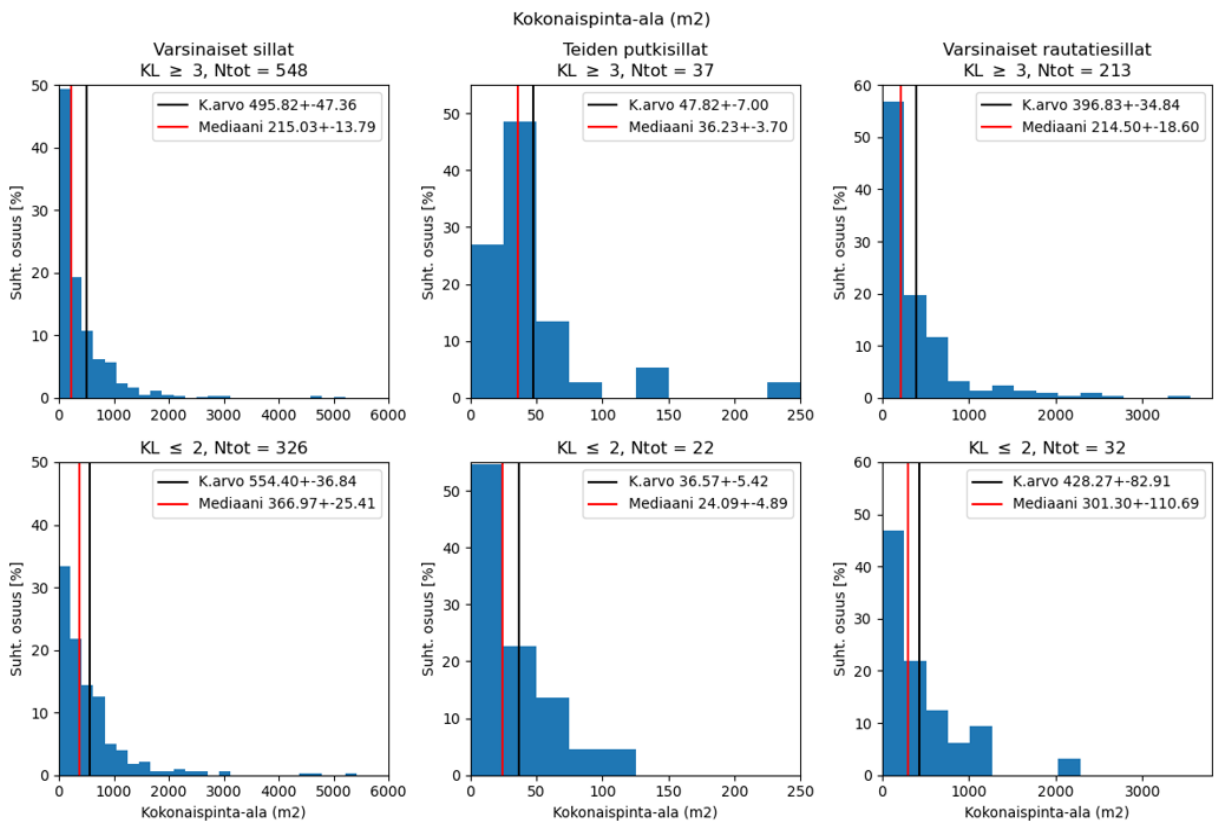 Kokonaispinta-ala (m2)
Varsinaiset sillat
KL ≥ 3, Ntot = 548
K.arvo 495.82+-47.36
Mediaani 215.03+-13.79
Suht. osuus [%]
50
40
30
20
10
0
0 1000 2000 3000 4000 5000 6000
Teiden putkisillat
KL ≥ 3, Ntot = 37
K.arvo 47.82+-7.00
Mediaani 36.23+-3.70
Suht. osuus [%]
50
40
30
20
10
0
0 50 100 150 200 250
Varsinaiset rautatiesillat
KL ≥ 3, Ntot = 213
K.arvo 396.83+-34.84
Mediaani 214.50+-18.60
Suht. osuus [%]
60
50
40
30
20
10
0
0 1000 2000 3000
KL ≤ 2, Ntot = 326
K.arvo 554.40+-36.84
Mediaani 366.97+-25.41
Suht. osuus [%]
50
40
30
20
10
0
0 1000 2000 3000 4000 5000 6000
Kokonaispinta-ala (m2)
KL ≤ 2, Ntot = 22
K.arvo 36.57+-5.42
Mediaani 24.09+-4.89
Suht. osuus [%]
50
40
30
20
10
0
0 50 100 150 200 250
Kokonaispinta-ala (m2)
KL ≤ 2, Ntot = 32
K.arvo 428.27+-82.91
Mediaani 301.30+-110.69
Suht. osuus [%]
60
50
40
30
20
10
0
0 1000 2000 3000
Kokonaispinta-ala (m2)